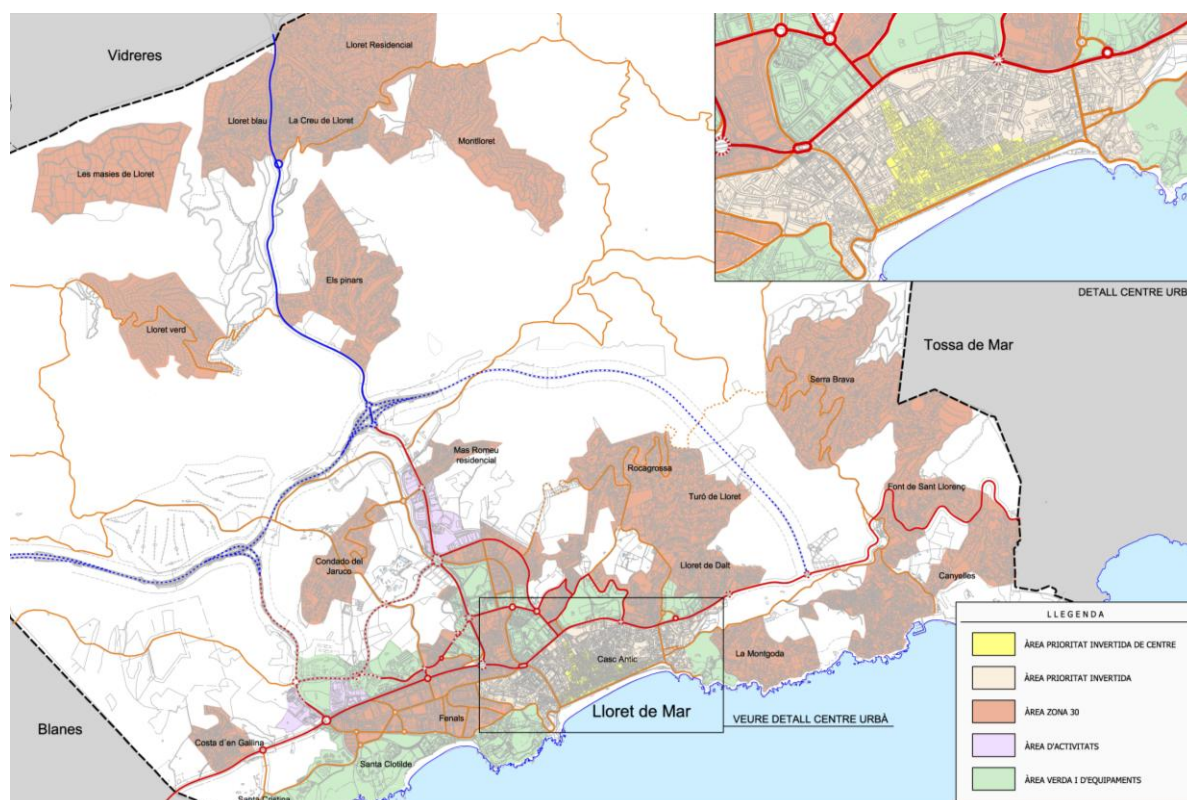 Vidreres
Lloret Residencial
Lloret blau
La Creu de Lloret
Montlloret
Les masies de Lloret
Els pinars
Lloret verd
DETALL CENTRE URB
Tossa de Mar
Serra Brava
Mas Romeu
residencial
Rocagrossa
Turó de Lloret
Font de Sant Llorenç
Condado del
Jaruco
Lloret de Dalt
Canyelles
Casc Antic
La Montgoda
Lloret de Mar
VEURE DETALL CENTRE URBÀ
Fenals
Blanes
Costa d´en Gallina
Santa Clotilde
Santa Cristina
LLEGENDA
ÀREA PRIORITAT INVERTIDA DE CENTRE
ÀREA PRIORITAT INVERTIDA
ÀREA ZONA 30
ÀREA D'ACTIVITATS
ÀREA VERDA I D'EQUIPAMENTS